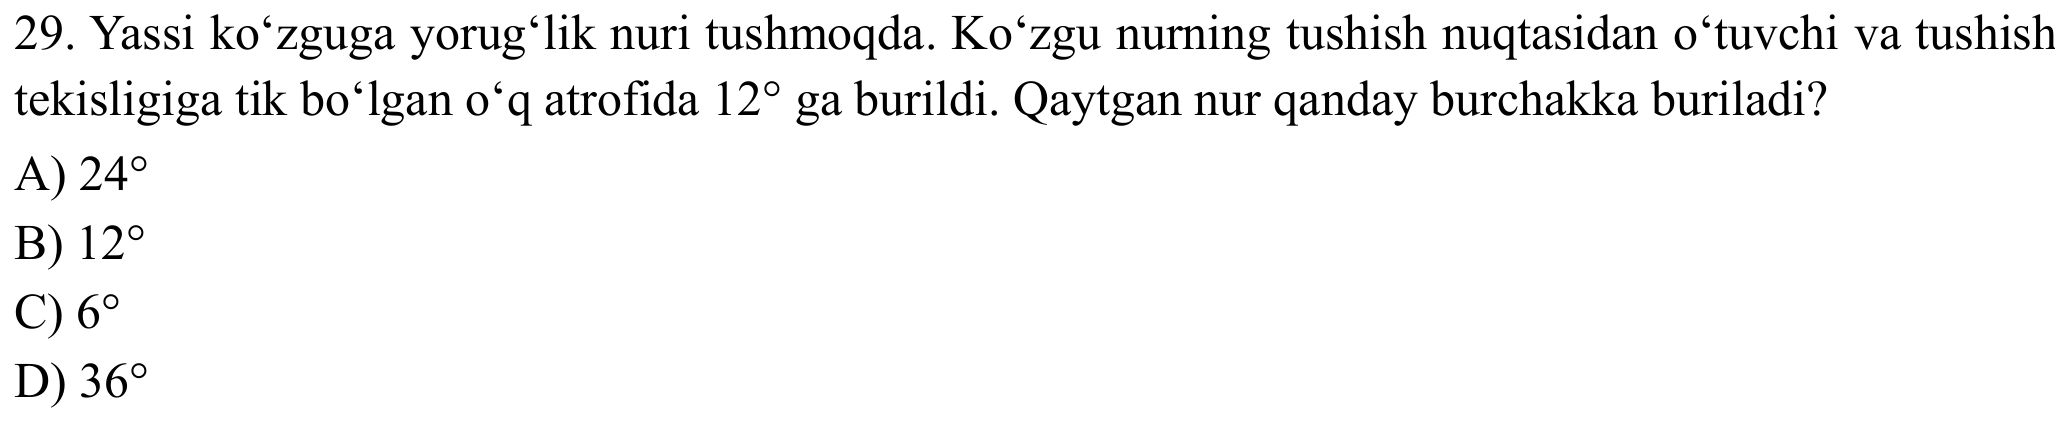 29. Yassi ko‘zguga yorug‘lik nuri tushmoqda. Ko‘zgu nurning tushish nuqtasidan o‘tuvchi va tushish
tekisligiga tik bo‘lgan o‘q atrofida 12° ga burildi. Qaytgan nur qanday burchakka buriladi?
A) 24°
B) 12°
C) 6°
D) 36°